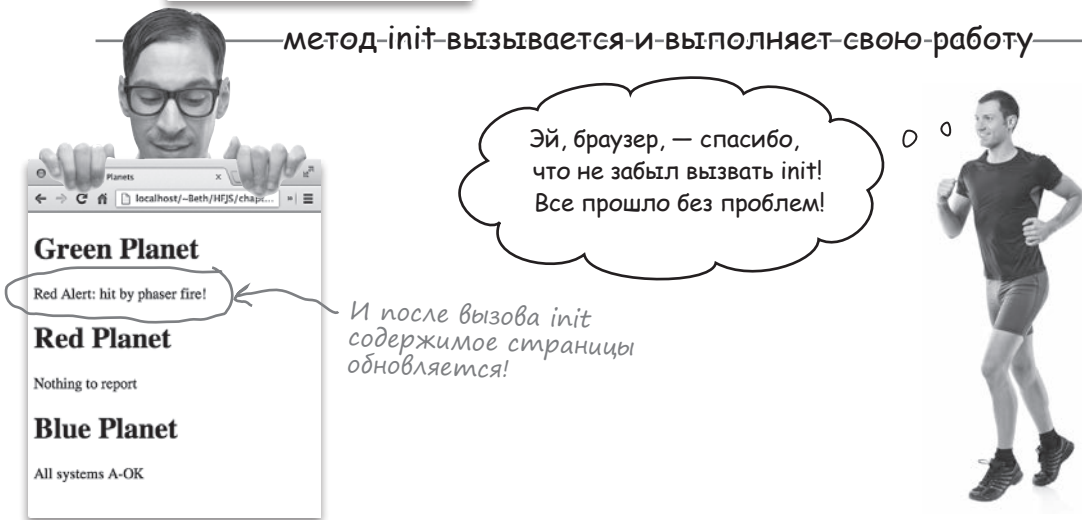 метод init вызывается и выполняет свою работу
Эй, браузер, — спасибо,
что не забыл вызвать init!
Все прошло без проблем!
Planets
localhost/~Beth/HFJS/chapt...
Green Planet
Red Alert: hit by phaser fire!
Red Planet
Nothing to report
Blue Planet
All systems A-OK
И после вызова init
содержимое страницы
обновляется!